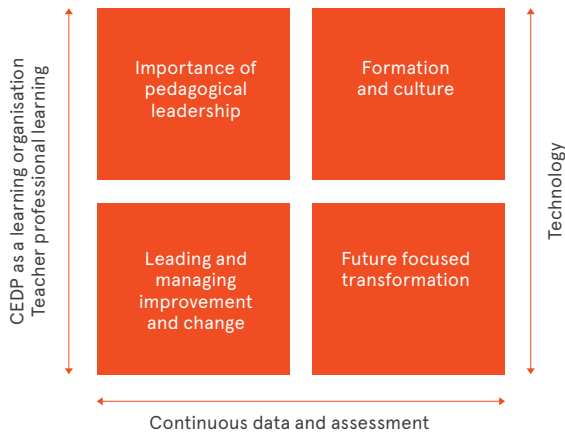 CEDP as a learning organisation
Teacher professional learning
Importance of
pedagogical
leadership
Formation
and culture
Leading and
managing
improvement
and change
Future focused
transformation
Technology
Continuous data and assessment